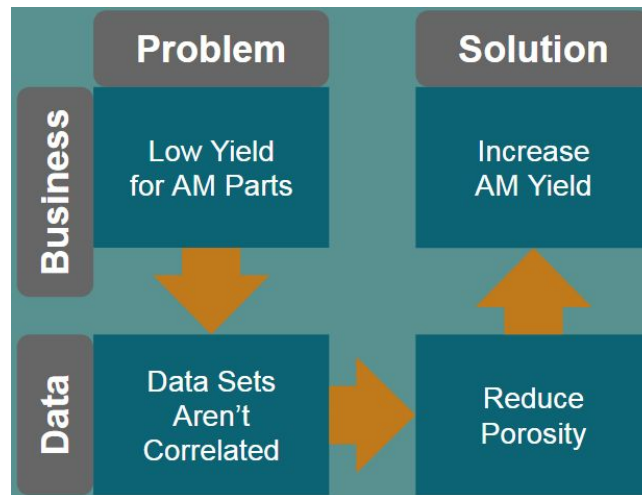 Problem
Solution
Business
Low Yield
for AM Parts
Increase
AM Yield
Data
Data Sets
Aren’t
Correlated
Reduce
Porosity